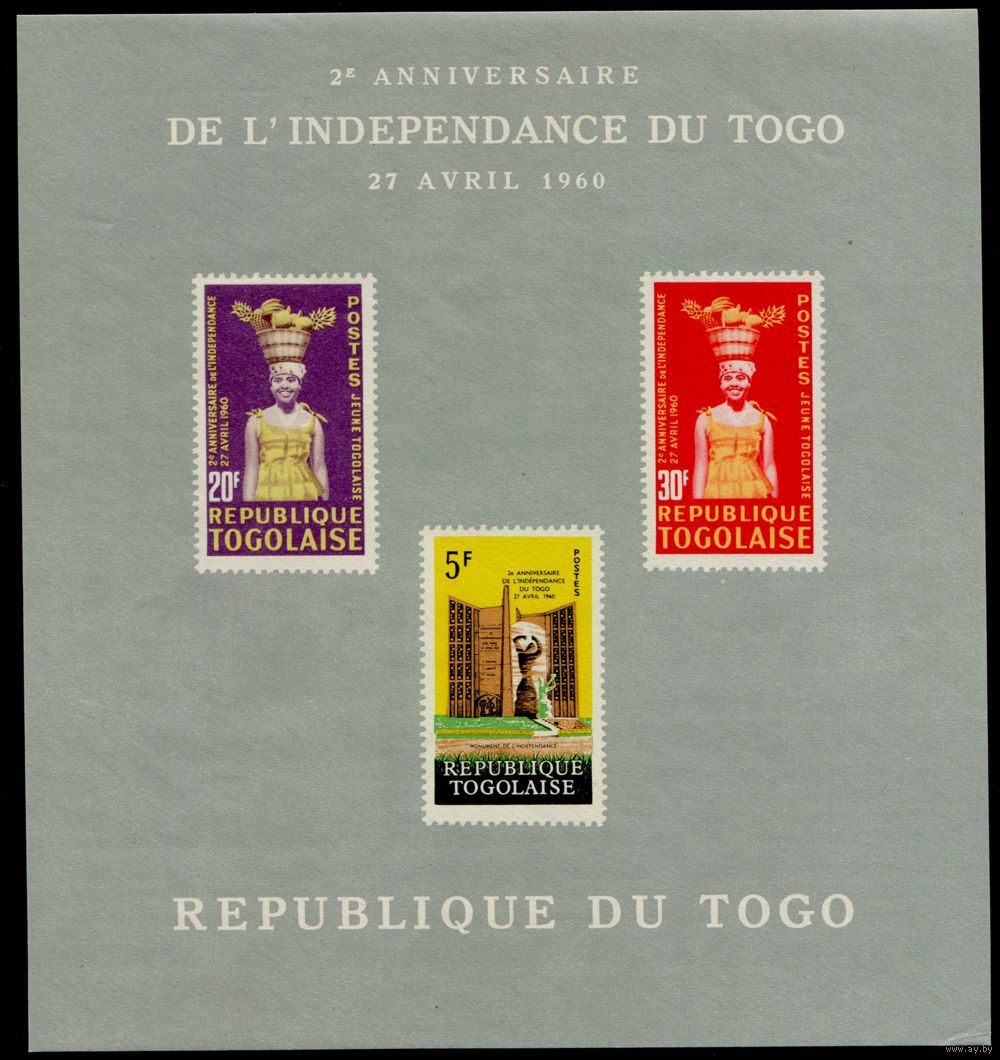 2E ANNIVERSAIRE
DE L'INDEPENDANCE DU TOGO
27 AVRIL 1960
2e ANNIVERSAIRE DE L'INDEPENDANCE
27 AVRIL 1960
POSTES JEUNE TOGOLAISE
20F
REPUBLIQUE
TOGOLAISE
2e ANNIVERSAIRE DE L'INDEPENDANCE
27 AVRIL 1960
POSTES JEUNE TOGOLAISE
30F
REPUBLIQUE
TOGOLAISE
5F
POSTES
2e ANNIVERSAIRE
DE L'INDÉPENDANCE
DU TOGO
27 AVRIL 1960
MONUMENT DE L'INDEPENDANCE
REPUBLIQUE
TOGOLAISE
REPUBLIQUE DU TOGO
www.ay.by